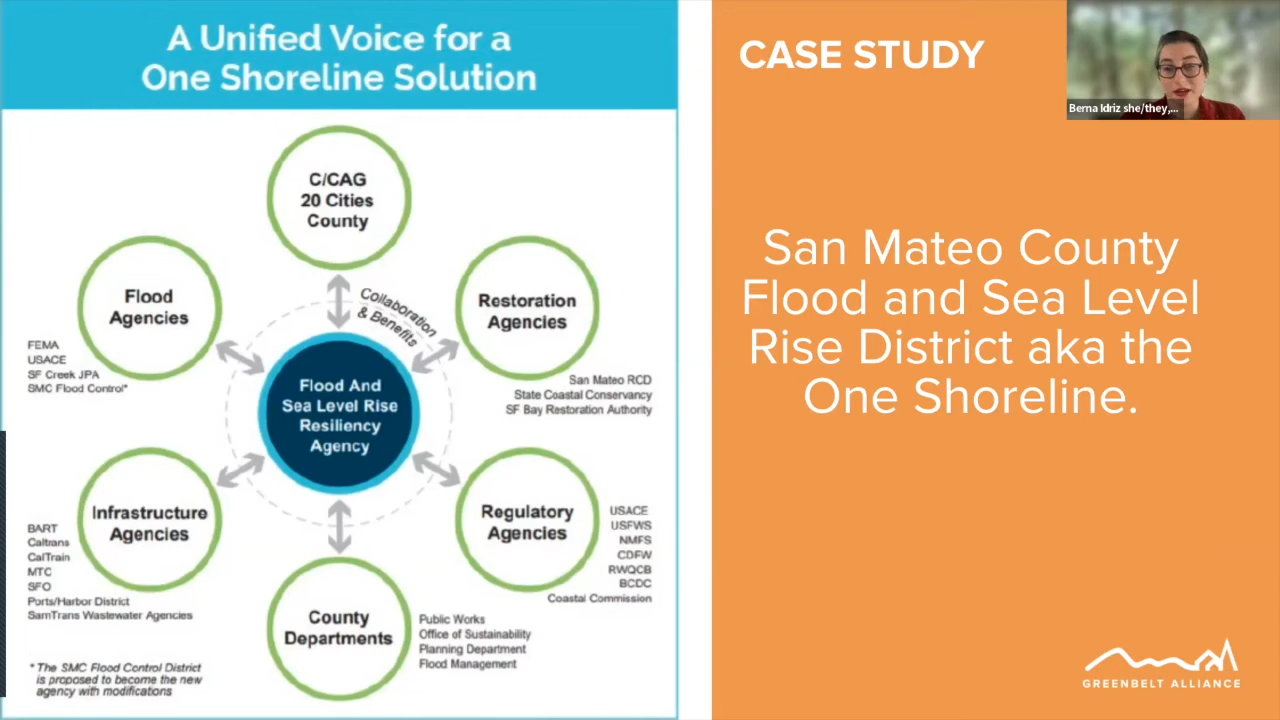 A Unified Voice for a
One Shoreline Solution
C/CAG
20 Cities
County
Flood
Agencies
FEMA
USACE
SF Creek JPA
SMC Flood Control*
Collaboration
& Benefits
Restoration
Agencies
San Mateo RCD
State Coastal Conservancy
SF Bay Restoration Authority
Flood And
Sea Level Rise
Resiliency
Agency
Infrastructure
Agencies
BART
Caltrans
CalTrain
MTC
SFO
Ports/Harbor District
SamTrans Wastewater Agencies
Regulatory
Agencies
USACE
USFWS
NMFS
CDFW
RWQCB
BCDC
Coastal Commission
County
Departments
Public Works
Office of Sustainability
Planning Department
Flood Management
* The SMC Flood Control District
is proposed to become the new
agency with modifications
CASE STUDY
Berna Idriz she/they,...
San Mateo County
Flood and Sea Level
Rise District aka the
One Shoreline.
GREENBELT ALLIANCE